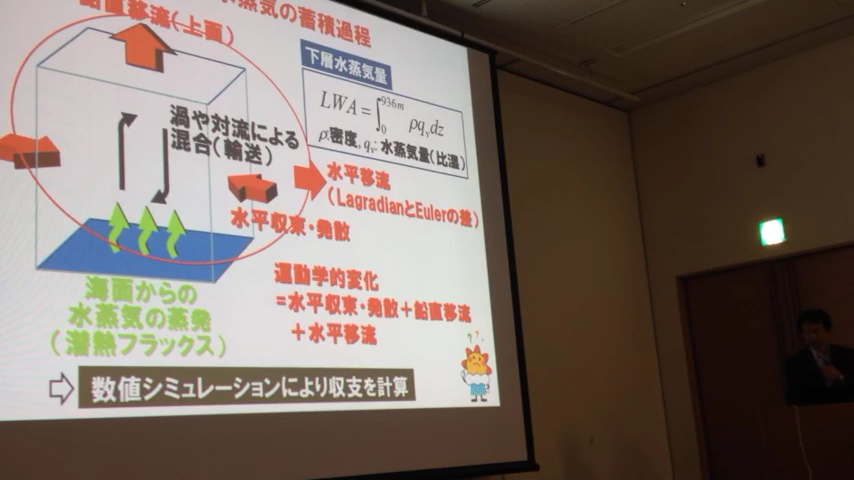 水蒸気の蓄積過程
鉛直移流(上面)
下層水蒸気量
LWA = ∫₀^{936m} ρq_v dz
ρ:密度, q_v: 水蒸気量(比湿)
渦や対流による
混合(輸送)
水平移流
(LagradianとEulerの差)
水平収束・発散
海面からの
水蒸気の蒸発
(潜熱フラックス)
運動学的変化
=水平収束・発散+鉛直移流
+水平移流
数値シミュレーションにより収支を計算
? ?